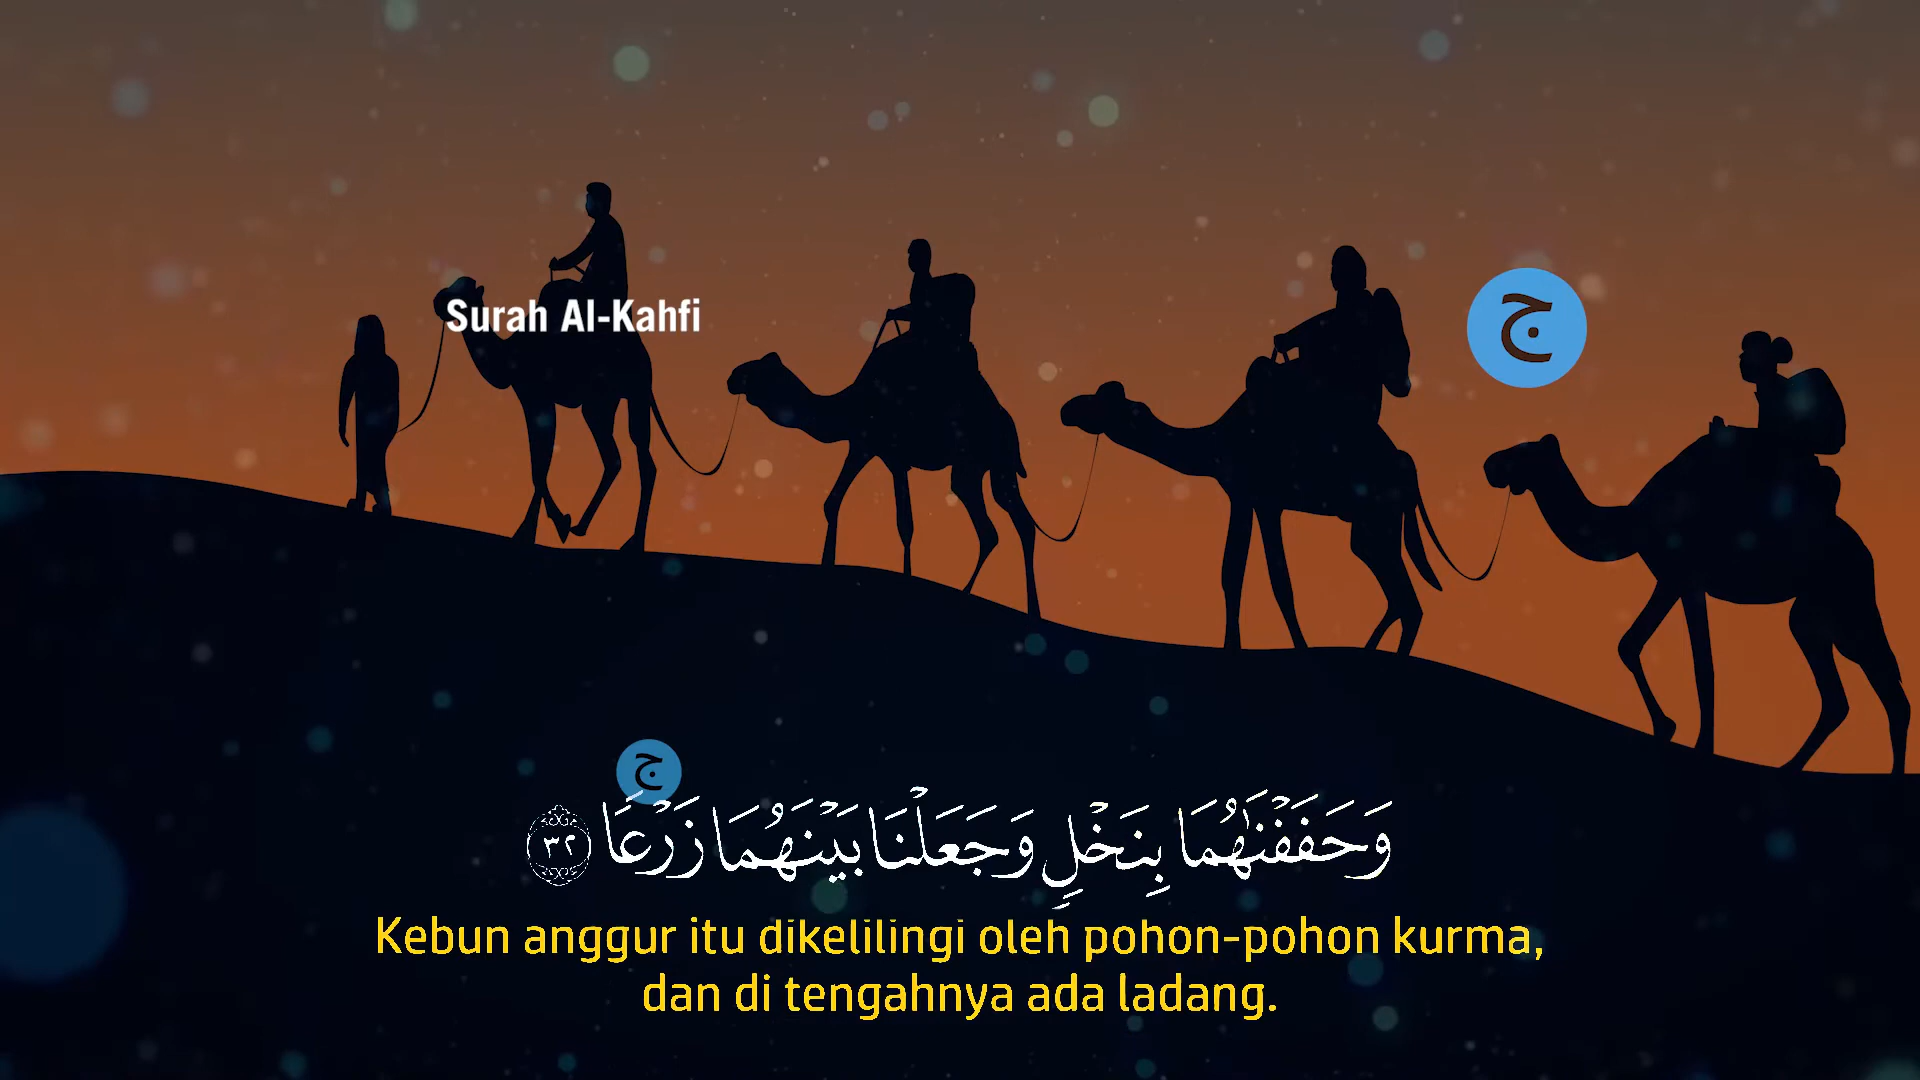 Surah Al-Kahfi
ج
ج
وَحَفَفْنَٰهُمَا بِنَخْلٍ وَجَعَلْنَا بَيْنَهُمَا زَرْعًا ٣٢
Kebun anggur itu dikelilingi oleh pohon-pohon kurma,
dan di tengahnya ada ladang.